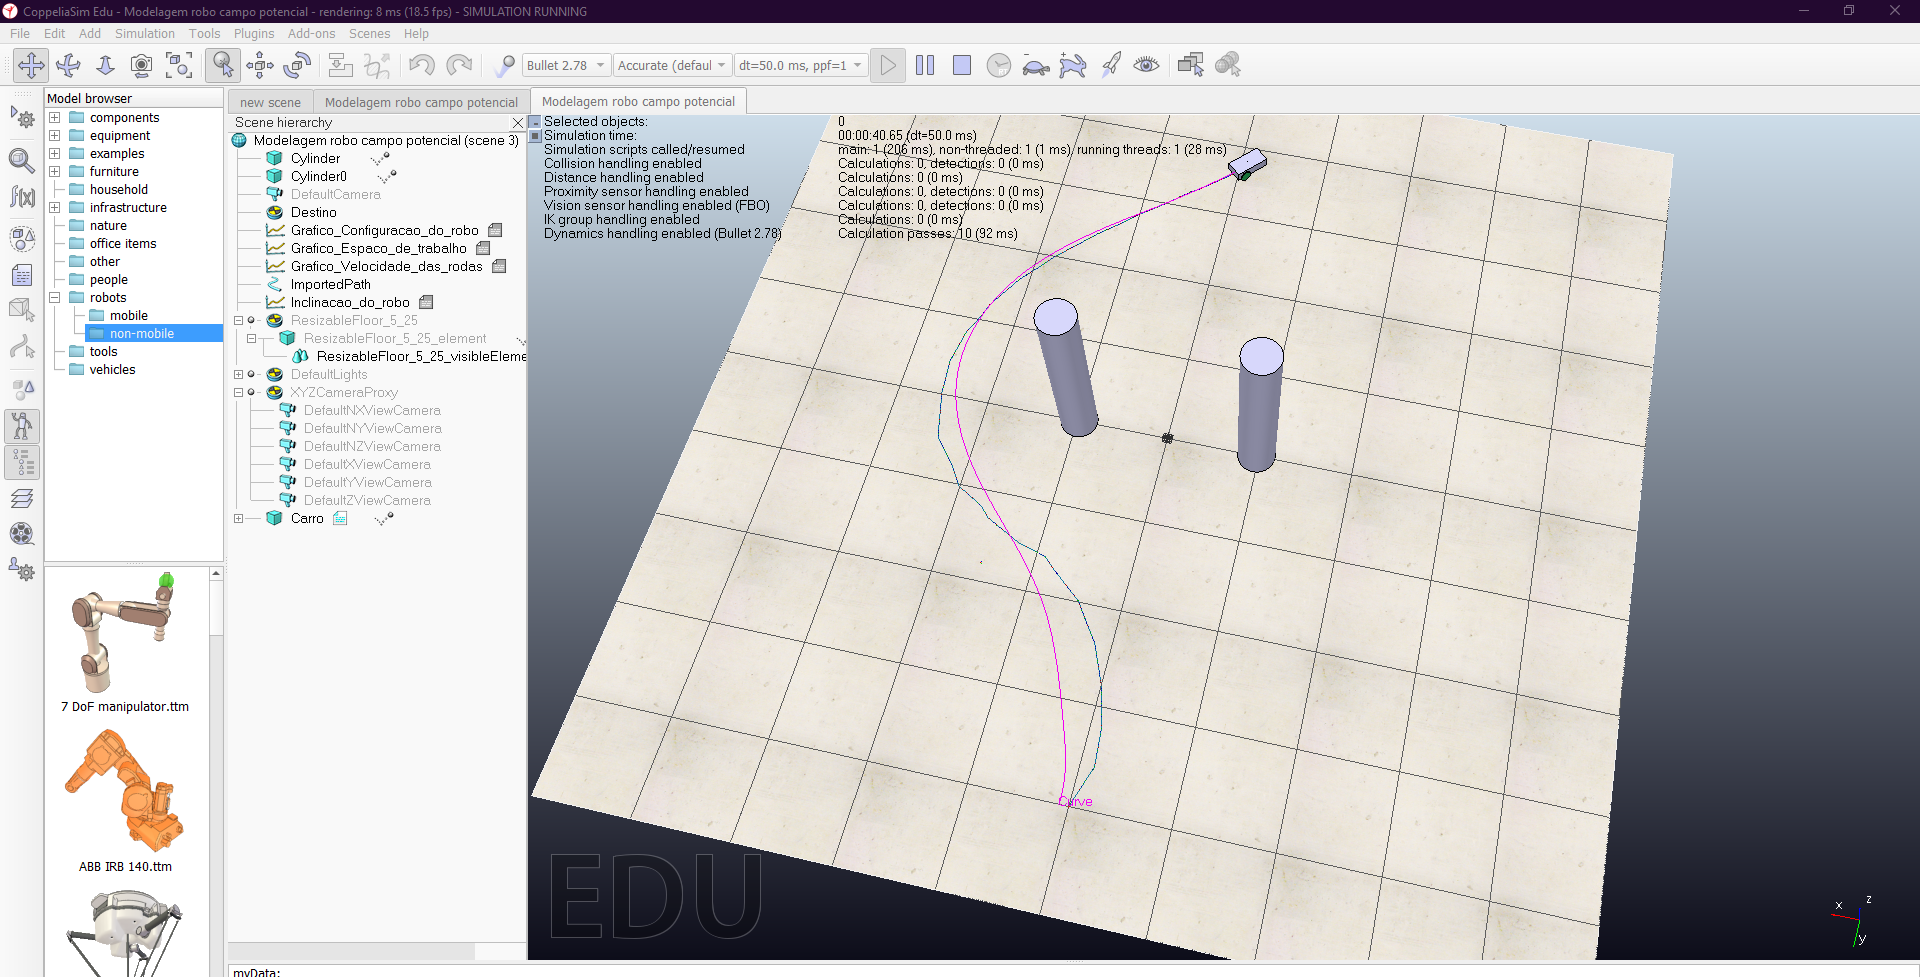 CoppeliaSim Edu - Modelagem robo campo potencial - rendering: 8 ms (18.5 fps) - SIMULATION RUNNING
File Edit Add Simulation Tools Plugins Add-ons Scenes Help
Bullet 2.78 Accurate (defaul dt=50.0 ms, ppf=1
Model browser
components
equipment
examples
furniture
household
infrastructure
nature
office items
other
people
robots
mobile
non-mobile
tools
vehicles
7 DoF manipulator.ttm
ABB IRB 140.ttm
new scene Modelagem robo campo potencial Modelagem robo campo potencial
Scene hierarchy
Modelagem robo campo potencial (scene 3)
Cylinder
Cylinder0
DefaultCamera
Destino
Grafico_Configuracao_do_robo
Grafico_Espaco_de_trabalho
Grafico_Velocidade_das_rodas
ImportedPath
Inclinacao_do_robo
ResizableFloor_5_25
ResizableFloor_5_25_element
ResizableFloor_5_25_visibleEleme
DefaultLights
XYZCameraProxy
DefaultNXViewCamera
DefaultNYViewCamera
DefaultNZViewCamera
DefaultXViewCamera
DefaultYViewCamera
DefaultZViewCamera
Carro
Selected objects: 0
Simulation time: 00:00:40.65 (dt=50.0 ms)
Simulation scripts called/resumed main: 1 (206 ms), non-threaded: 1 (1 ms), running threads: 1 (28 ms)
Collision handling enabled Calculations: 0, detections: 0 (0 ms)
Distance handling enabled Calculations: 0 (0 ms)
Proximity sensor handling enabled Calculations: 0, detections: 0 (0 ms)
Vision sensor handling enabled (FBO) Calculations: 0, detections: 0 (0 ms)
IK group handling enabled Calculations: 0 (0 ms)
Dynamics handling enabled (Bullet 2.78) Calculation passes: 10 (92 ms)
Curve
EDU
x z
y
myData: